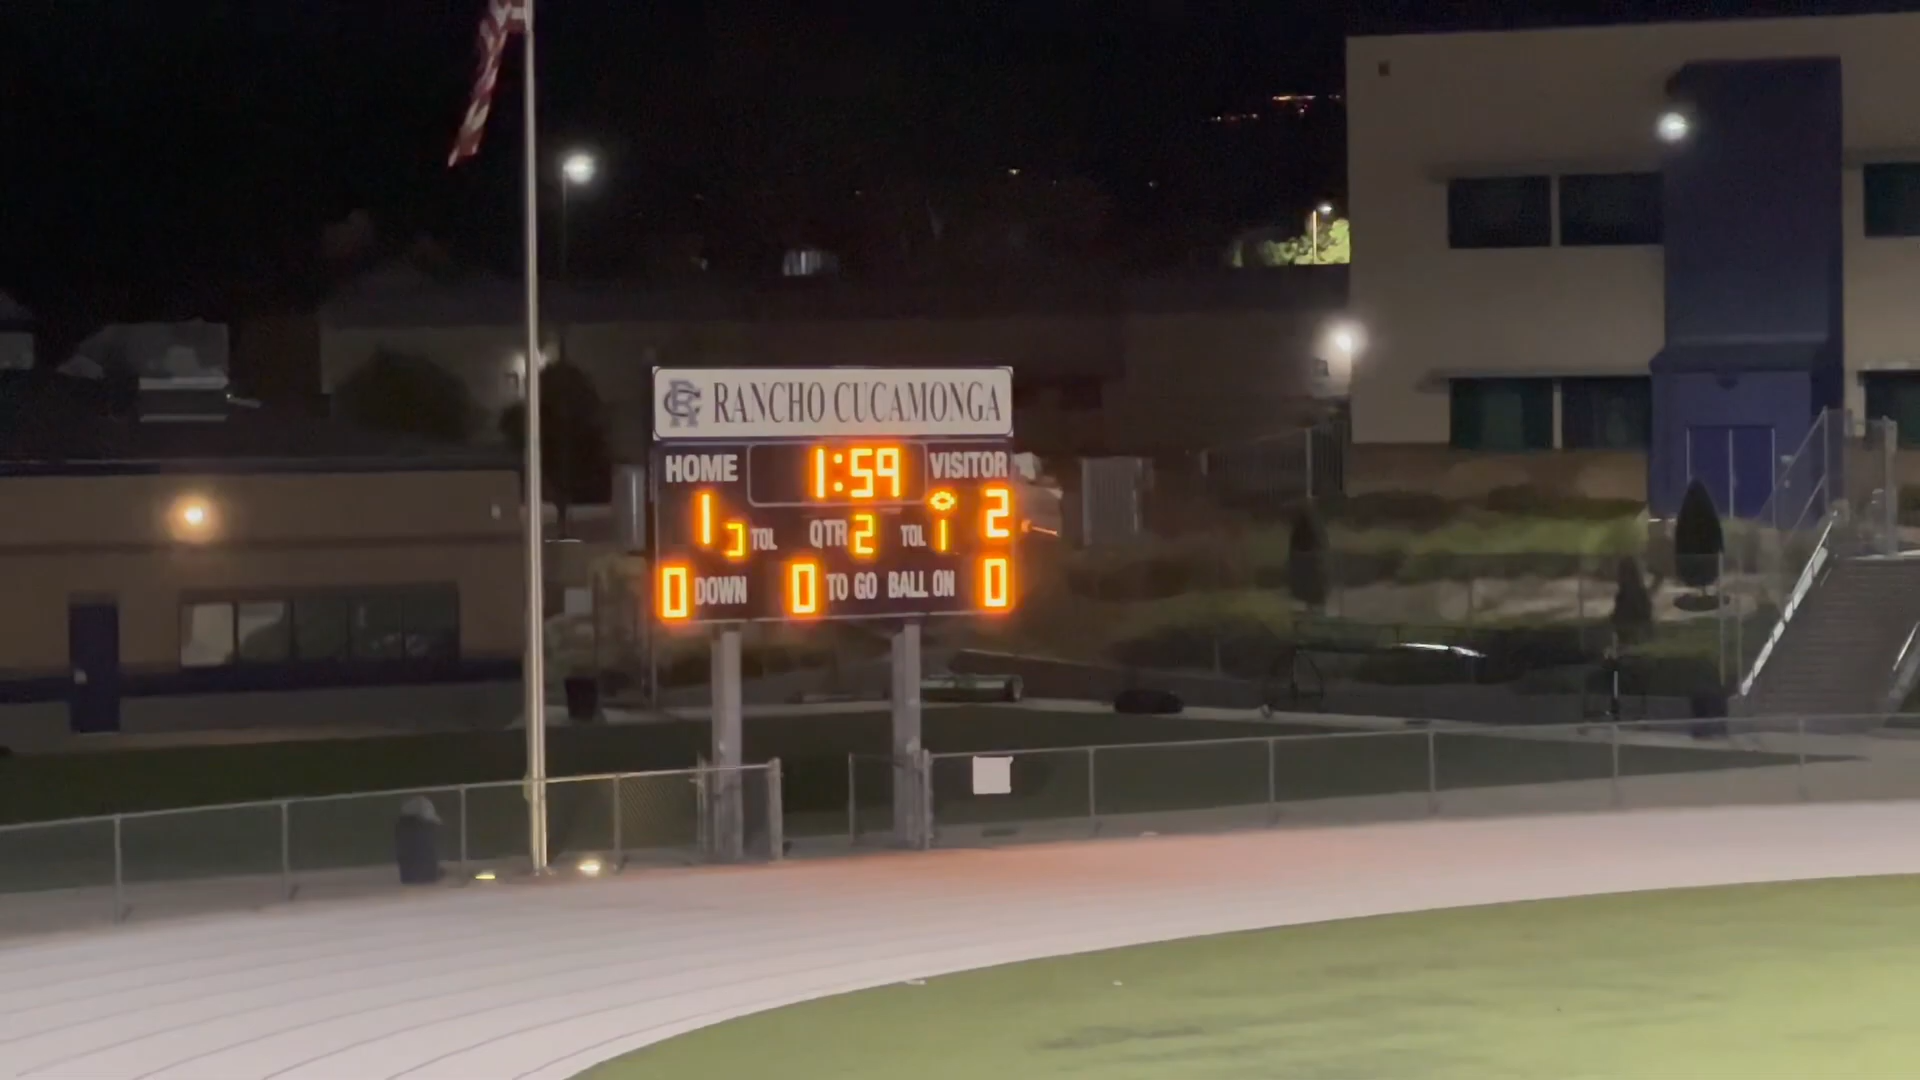 RC RANCHO CUCAMONGA
HOME 1:59 VISITOR
1 TOL QTR 2 TOL 1 2
0 DOWN 0 TO GO BALL ON 0